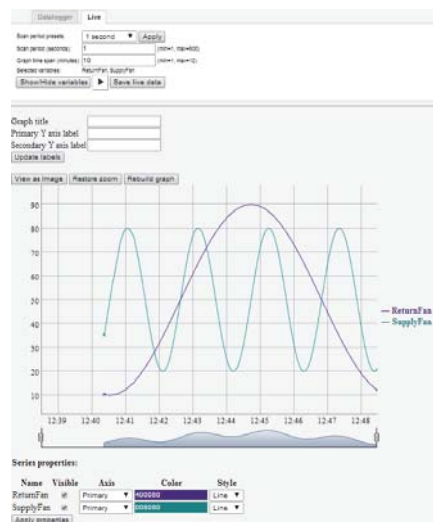 Datalogger Live
Scan period presets: 1 second Apply
Scan period (seconds): 1 (min=1, max=600)
Graph time span (minutes) 10 (min=1, max=10)
Selected variables: ReturnFan, SupplyFan
Show/Hide variables Save live data
Graph title
Primary Y axis label
Secondary Y axis label
Update labels
View as image Restore zoom Rebuild graph
90
80
70
60
50
40
30
20
10
ReturnFan
SupplyFan
12:39 12:40 12:41 12:42 12:43 12:44 12:45 12:46 12:47 12:48
Series properties:
Name Visible Axis Color Style
ReturnFan Primary 400080 Line
SupplyFan Primary 008080 Line
Apply properties